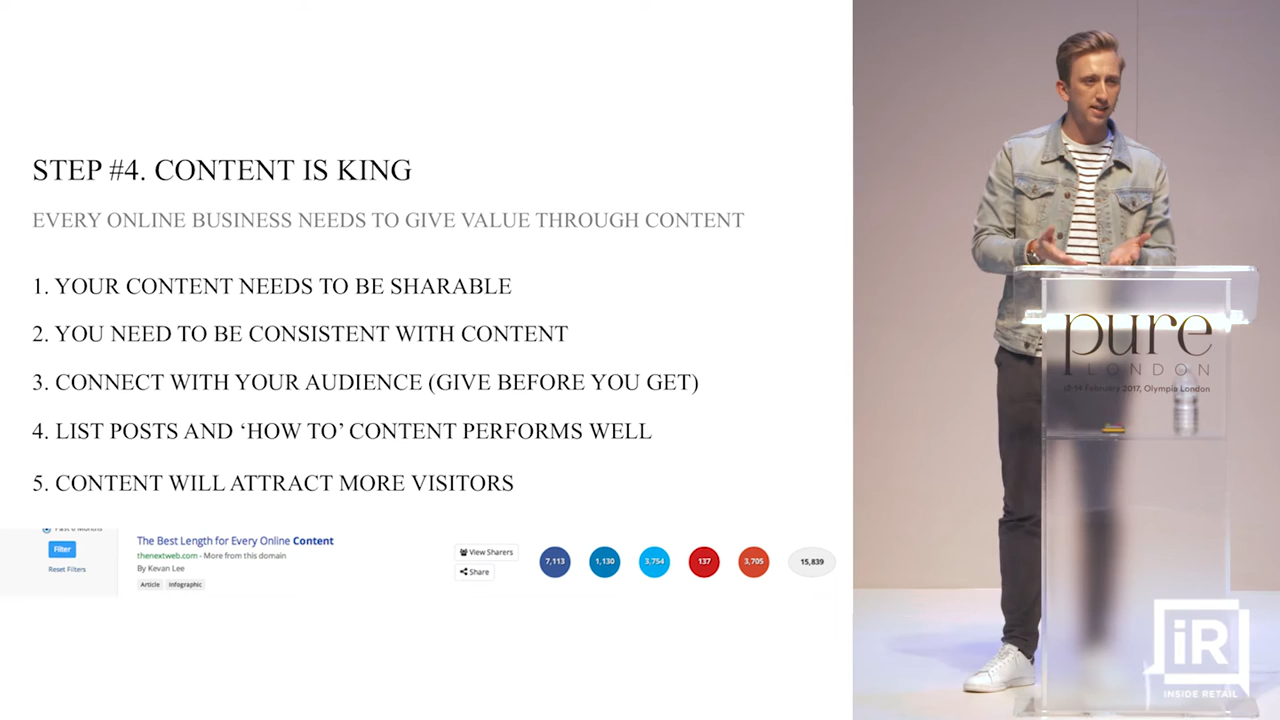 STEP #4. CONTENT IS KING
EVERY ONLINE BUSINESS NEEDS TO GIVE VALUE THROUGH CONTENT
1. YOUR CONTENT NEEDS TO BE SHARABLE
2. YOU NEED TO BE CONSISTENT WITH CONTENT
3. CONNECT WITH YOUR AUDIENCE (GIVE BEFORE YOU GET)
4. LIST POSTS AND ‘HOW TO’ CONTENT PERFORMS WELL
5. CONTENT WILL ATTRACT MORE VISITORS
Filter
Reset Filters
The Best Length for Every Online Content
thenextweb.com - More from this domain
By Kevan Lee
Article Infographic
View Sharers
Share
7,113 1,130 3,754 137 3,705 15,839
pure
LONDON
February 2017, Olympia London
iR
INSIDE RETAIL